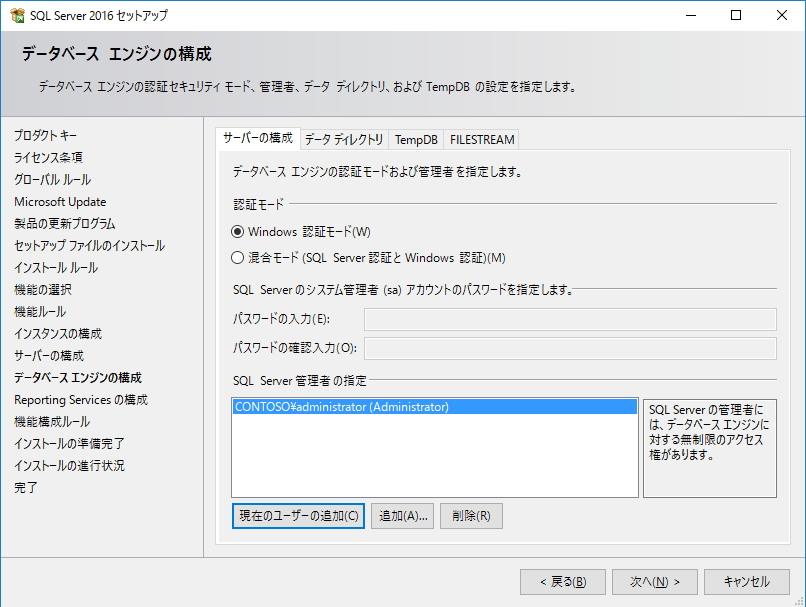 SQL Server 2016 セットアップ
データベース エンジンの構成
データベース エンジンの認証セキュリティ モード、管理者、データ ディレクトリ、および TempDB の設定を指定します。
プロダクト キー
ライセンス条項
グローバル ルール
Microsoft Update
製品の更新プログラム
セットアップ ファイルのインストール
インストール ルール
機能の選択
機能ルール
インスタンスの構成
サーバーの構成
データベース エンジンの構成
Reporting Services の構成
機能構成ルール
インストールの準備完了
インストールの進行状況
完了
サーバーの構成 データ ディレクトリ TempDB FILESTREAM
データベース エンジンの認証モードおよび管理者を指定します。
認証モード
Windows 認証モード(W)
混合モード (SQL Server 認証と Windows 認証)(M)
SQL Server のシステム管理者 (sa) アカウントのパスワードを指定します。
パスワードの入力(E):
パスワードの確認入力(O):
SQL Server 管理者の指定
CONTOSO¥administrator (Administrator)
SQL Server の管理者に
は、データベース エンジンに
対する無制限のアクセス
権があります。
現在のユーザーの追加(C) 追加(A)... 削除(R)
< 戻る(B) 次へ(N) > キャンセル